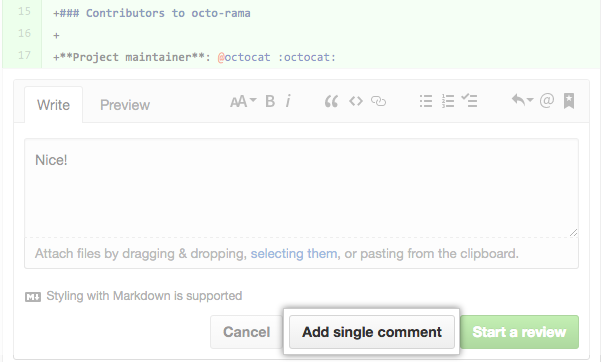 15 +### Contributors to octo-rama
16 +
17 +**Project maintainer**: @octocat :octocat:
Write Preview AA B i “ <> @
Nice!
Attach files by dragging & dropping, selecting them, or pasting from the clipboard.
M↓ Styling with Markdown is supported
Cancel Add single comment Start a review